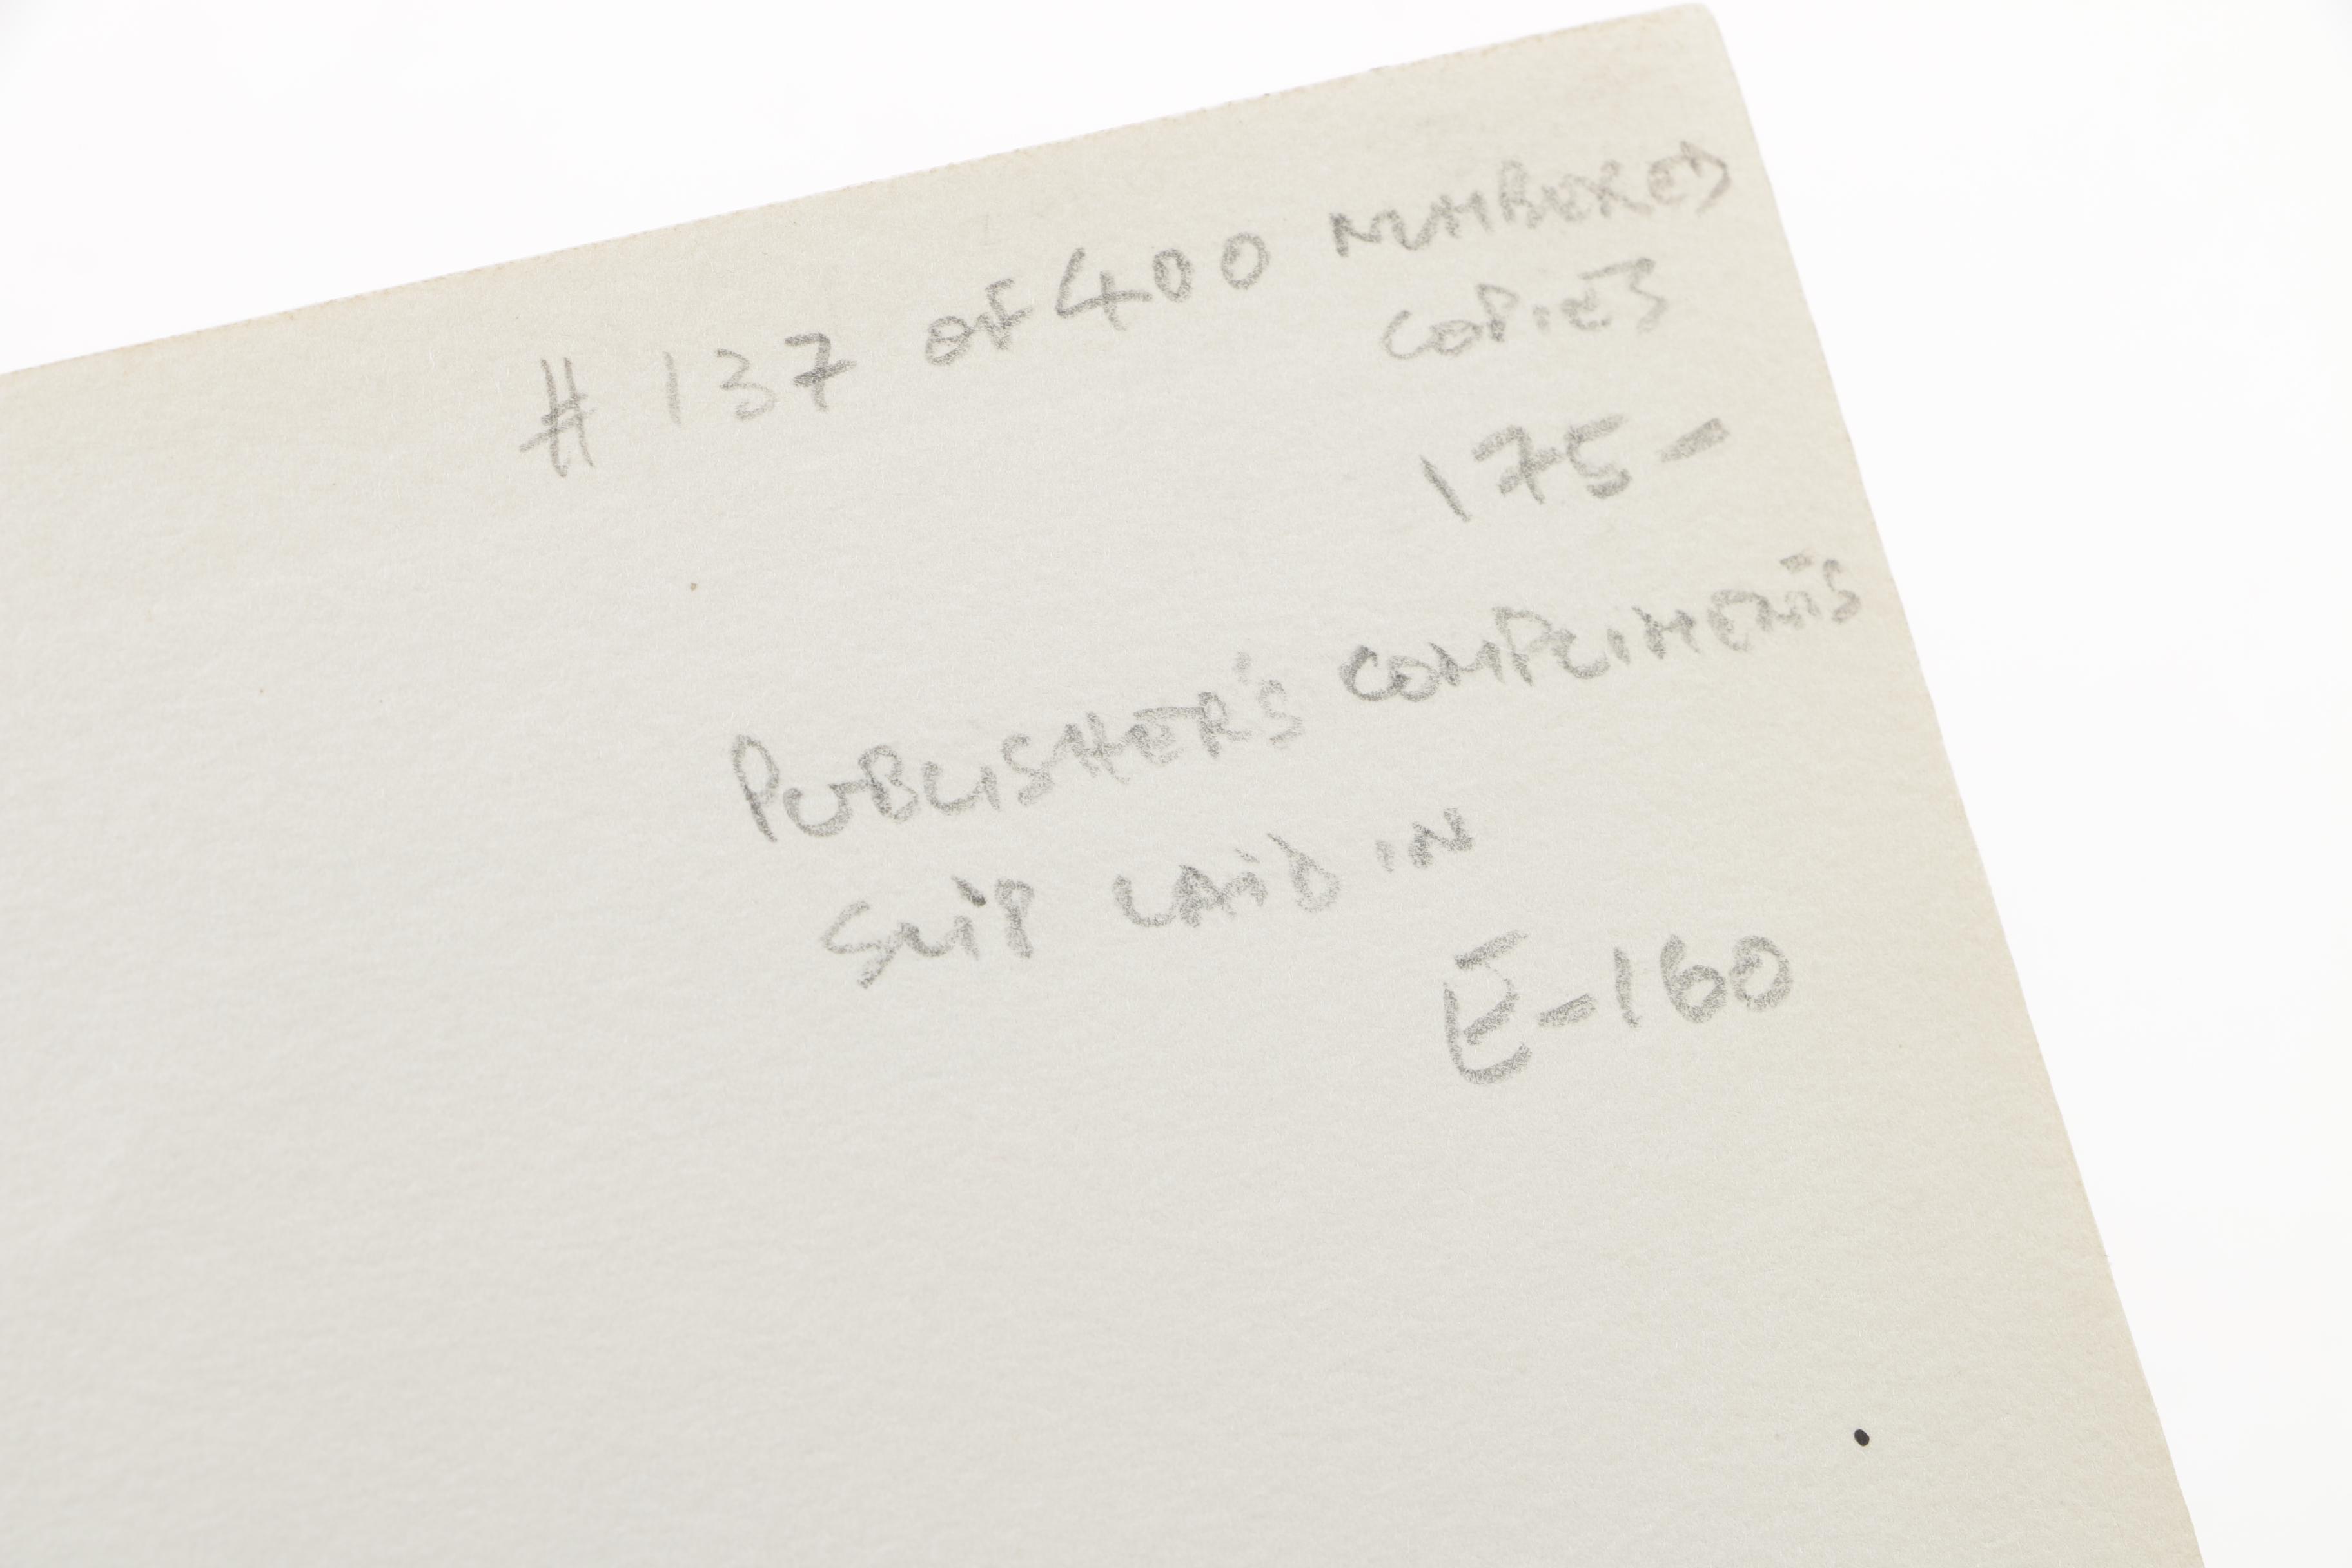 # 137 OF 400 NUMBERED
COPIES
175-
PUBLISHER'S COMPLIMENTS
SLIP LAID IN
E-160